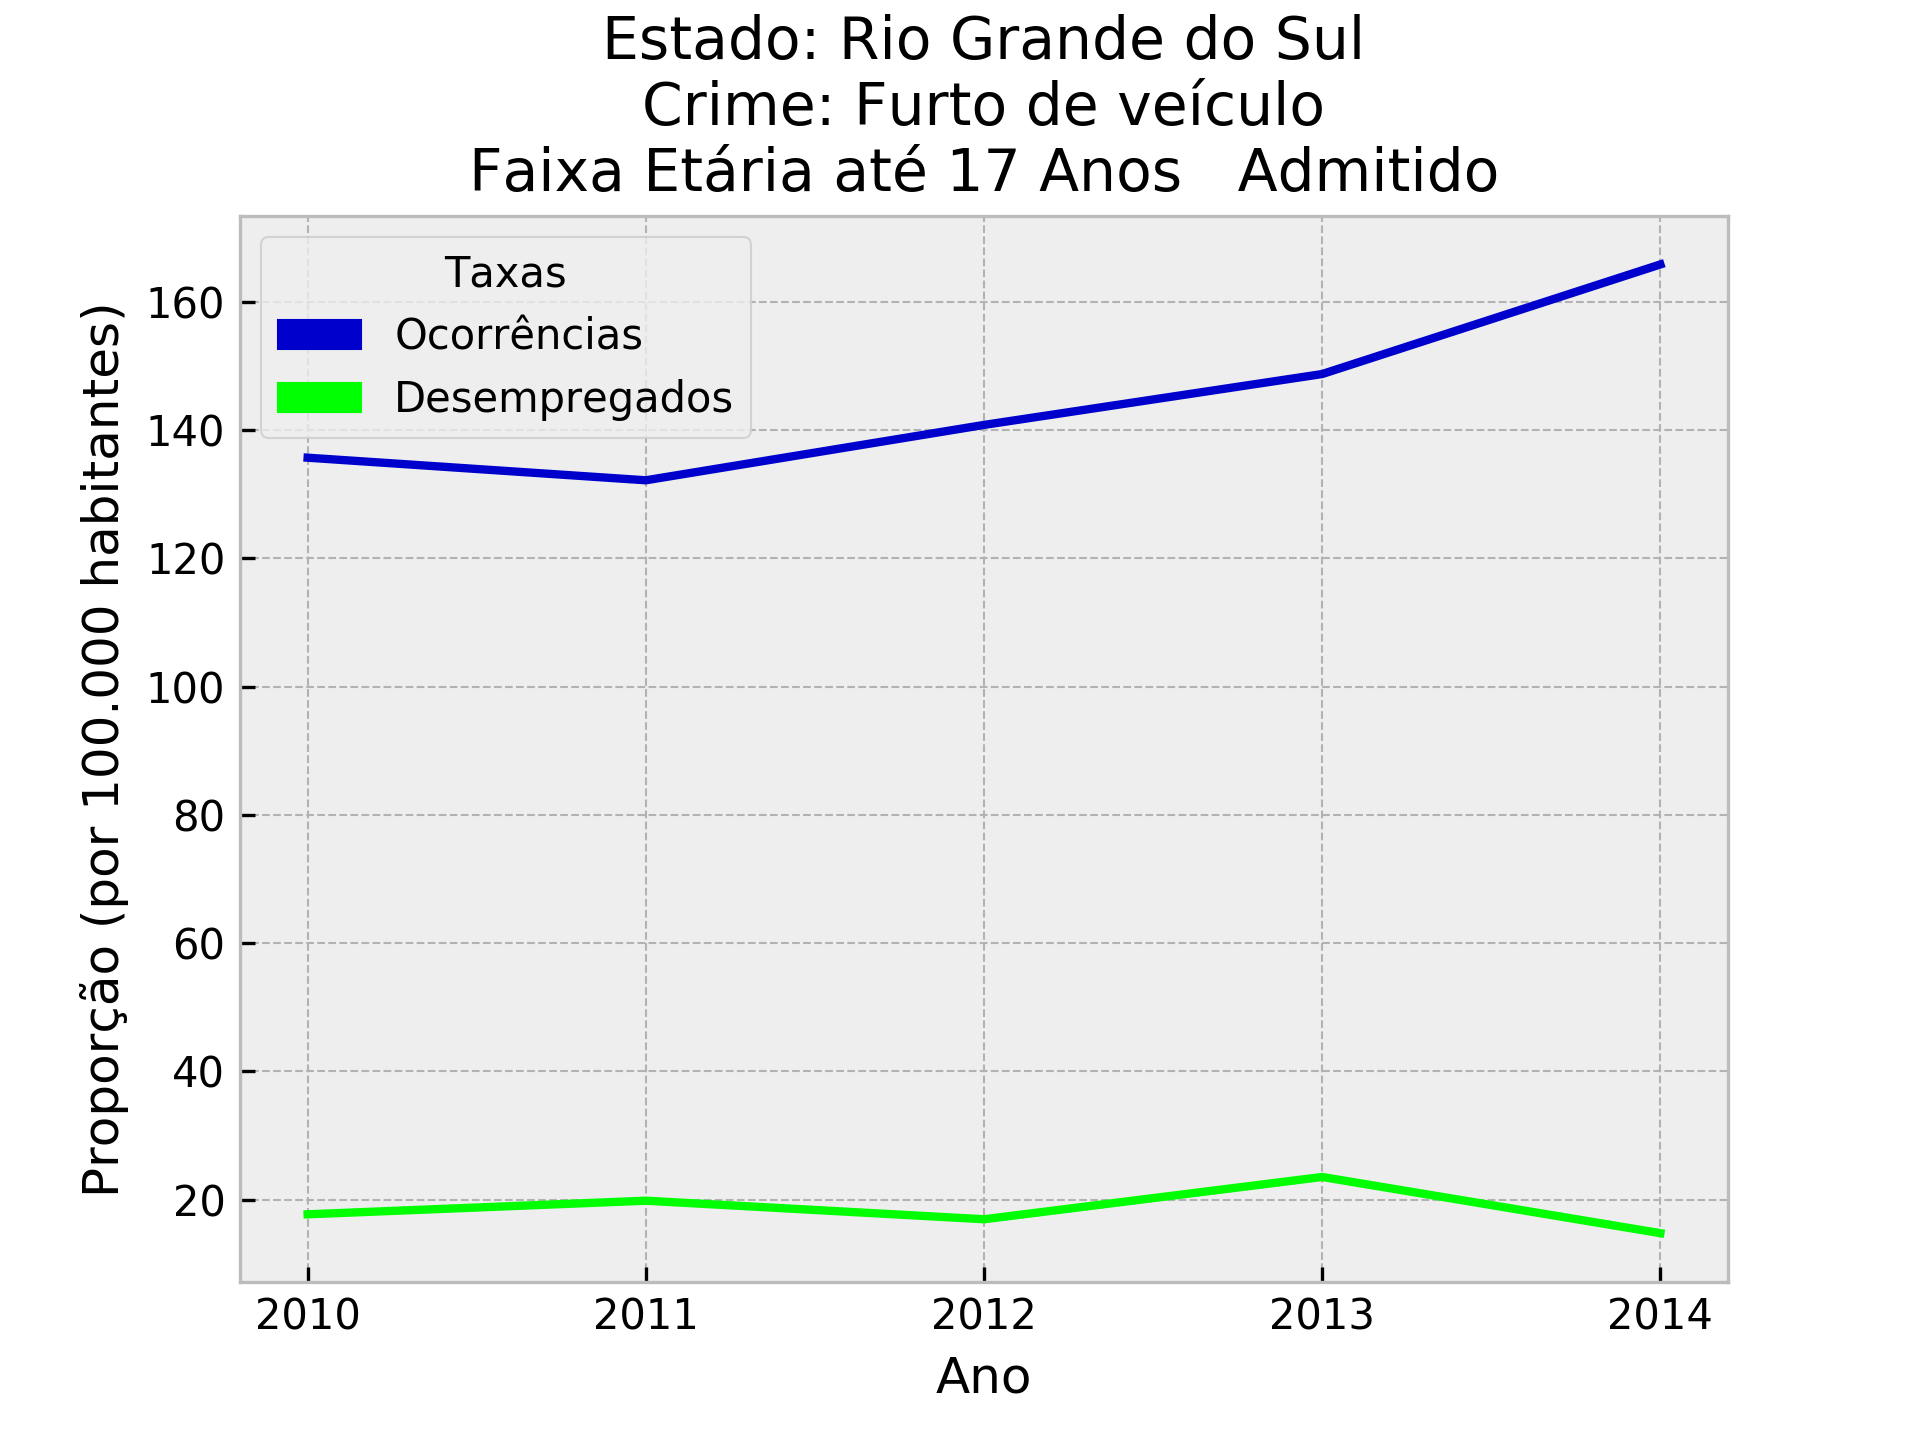 Estado: Rio Grande do Sul
Crime: Furto de veículo
Faixa Etária até 17 Anos   Admitido
Taxas
Ocorrências
Desempregados
Proporção (por 100.000 habitantes)
160
140
120
100
80
60
40
20
2010 2011 2012 2013 2014
Ano